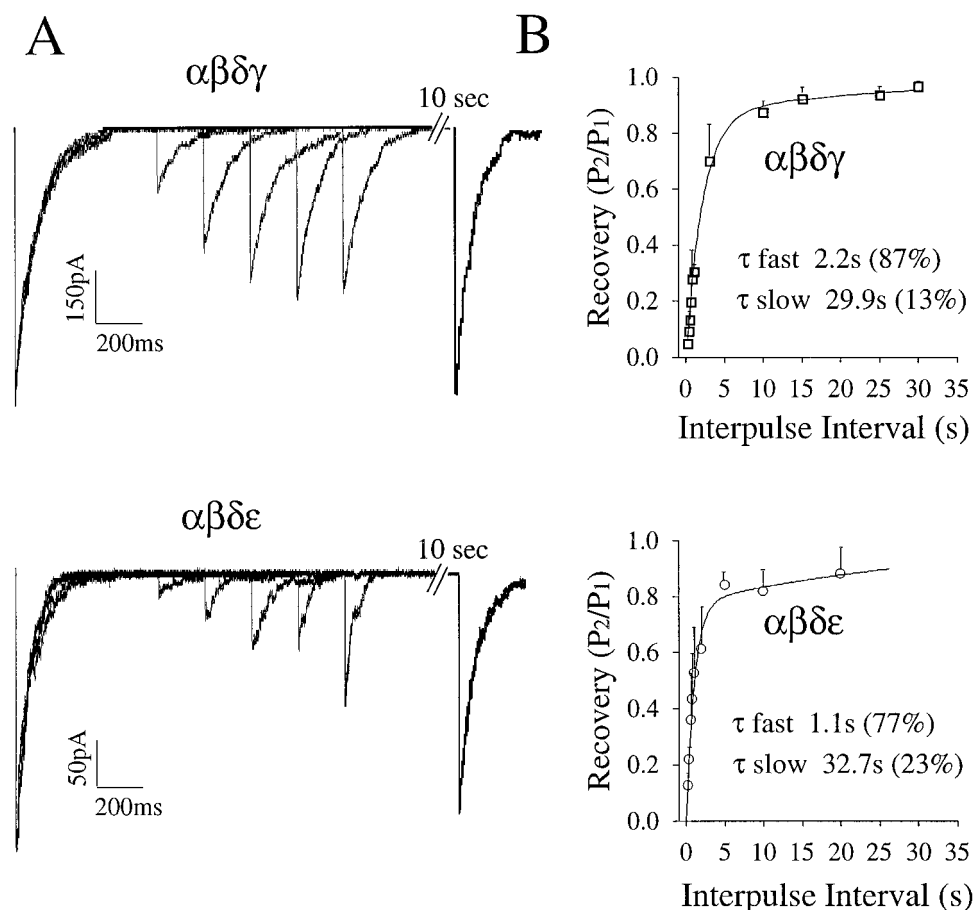 A
αβδγ
10 sec
150pA
200ms
B
Recovery (P2/P1)
1.0
0.8
0.6
0.4
0.2
0.0
αβδγ
τ fast 2.2s (87%)
τ slow 29.9s (13%)
0 5 10 15 20 25 30 35
Interpulse Interval (s)
αβδε
10 sec
50pA
200ms
Recovery (P2/P1)
1.0
0.8
0.6
0.4
0.2
0.0
αβδε
τ fast 1.1s (77%)
τ slow 32.7s (23%)
0 5 10 15 20 25 30 35
Interpulse Interval (s)